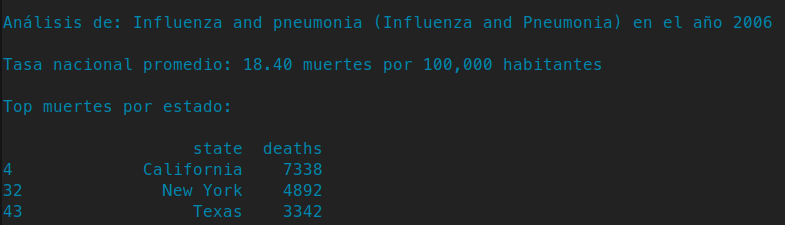 Análisis de: Influenza and pneumonia (Influenza and Pneumonia) en el año 2006
Tasa nacional promedio: 18.40 muertes por 100,000 habitantes
Top muertes por estado:
state deaths
4 California 7338
32 New York 4892
43 Texas 3342